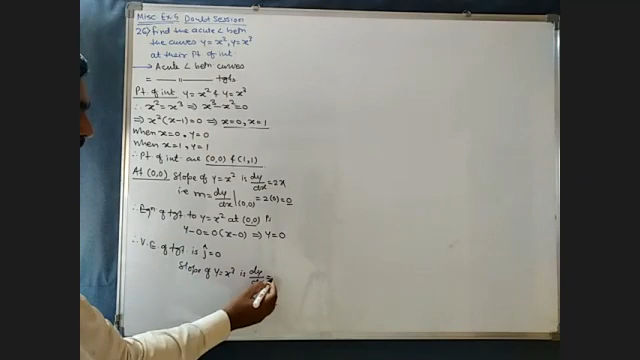 Misc Ex.5 Doubt Session
26) find the acute ∠ betn
the curves y = x², y = x³
at their pt of int
→ Acute ∠ betn curves
= —— " —— tgts
Pt of int y = x² & y = x³
∴ x² = x³ ⇒ x³ - x² = 0
⇒ x²(x-1) = 0 ⇒ x = 0, x = 1
When x = 0, y = 0
When x = 1, y = 1
∴ Pt of int are (0,0) & (1,1)
At (0,0) Slope of y = x² is dy/dx = 2x
i.e m = dy/dx |(0,0) = 2(0) = 0
∴ Eqn of tgt to y = x² at (0,0) is
y-0 = 0(x-0) ⇒ y = 0
∴ V.E. of tgt is ĵ = 0
Slope of y = x³ is dy/dx =